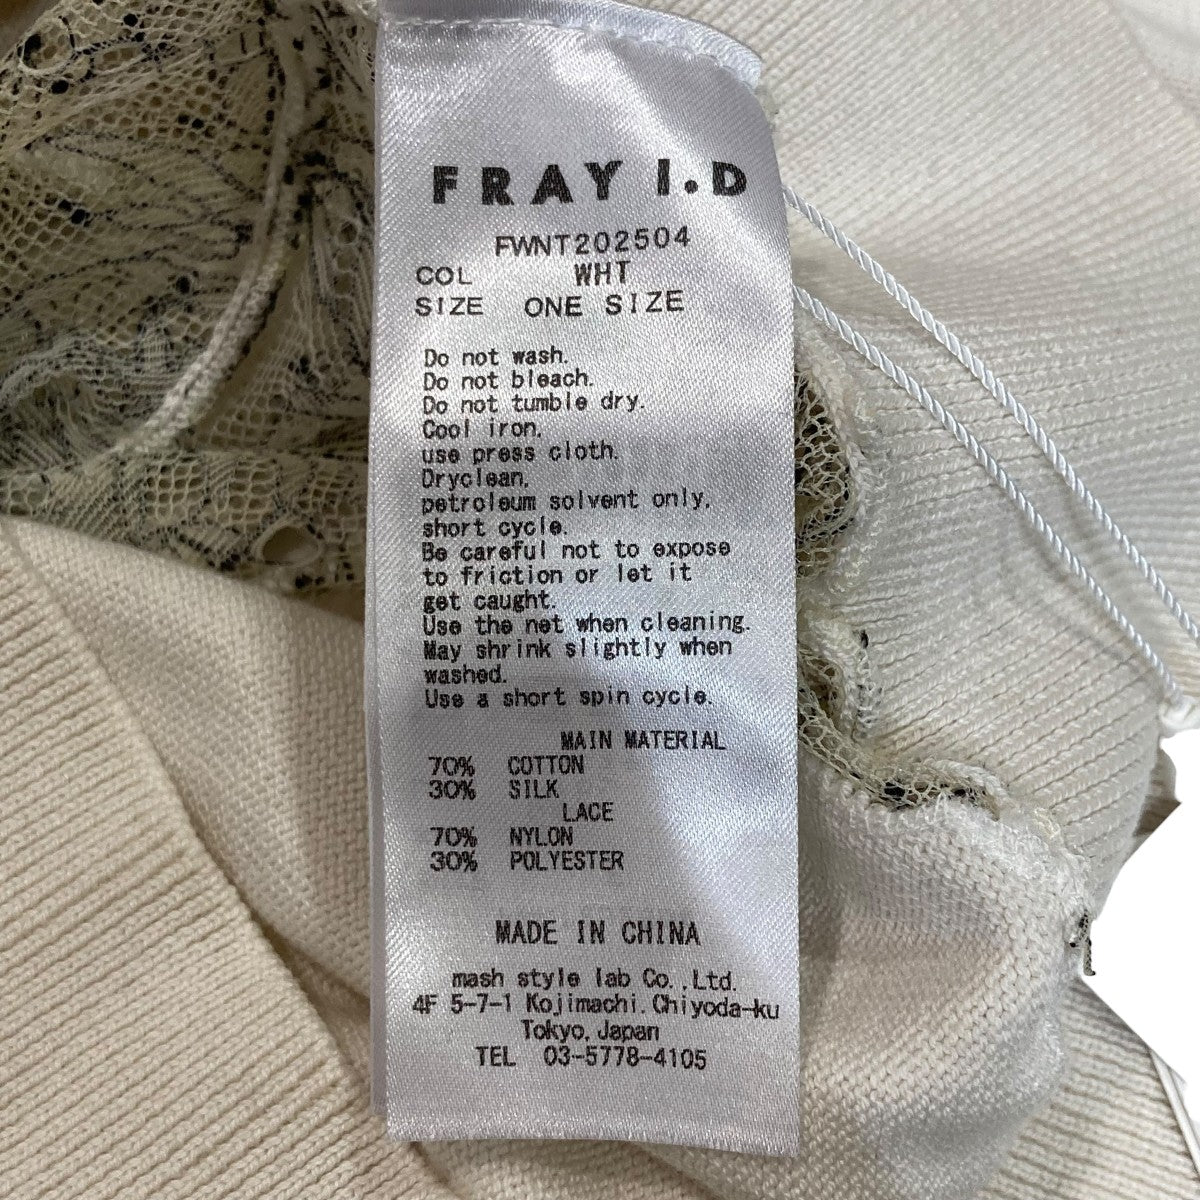 FRAY I.D
FWNT202504
COL WHT
SIZE ONE SIZE
Do not wash.
Do not bleach.
Do not tumble dry.
Cool iron,
use press cloth.
Dryclean,
petroleum solvent only,
short cycle.
Be careful not to expose
to friction or let it
get caught.
Use the net when cleaning.
May shrink slightly when
washed.
Use a short spin cycle.
MAIN MATERIAL
70% COTTON
30% SILK
LACE
70% NYLON
30% POLYESTER
MADE IN CHINA
mash style lab Co.,Ltd.
4F 5-7-1 Kojimachi,Chiyoda-ku
Tokyo,Japan
TEL 03-5778-4105